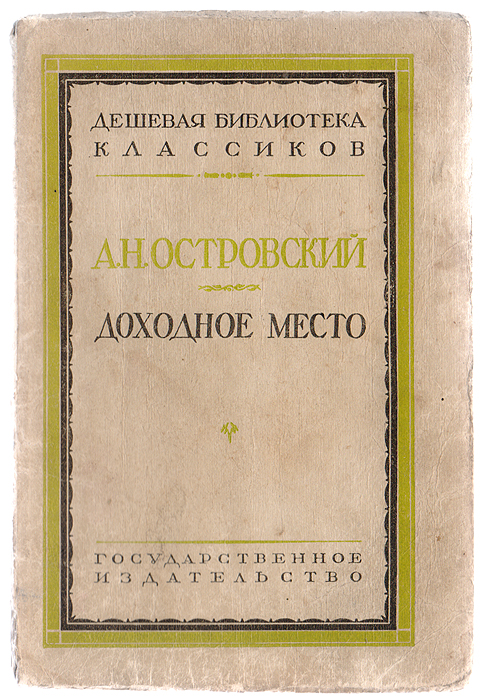 ДЕШЕВАЯ БИБЛИОТЕКА
КЛАССИКОВ
А.Н.ОСТРОВСКИЙ
ДОХОДНОЕ МЕСТО
ГОСУДАРСТВЕННОЕ
ИЗДАТЕЛЬСТВО